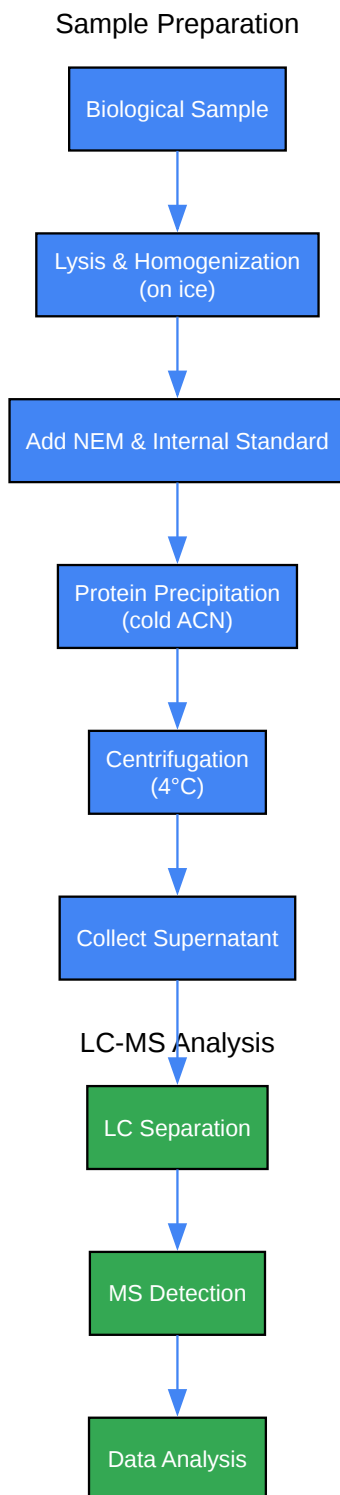 Sample Preparation
Biological Sample
Lysis & Homogenization
(on ice)
Add NEM & Internal Standard
Protein Precipitation
(cold ACN)
Centrifugation
(4°C)
Collect Supernatant
LC-MS Analysis
LC Separation
MS Detection
Data Analysis